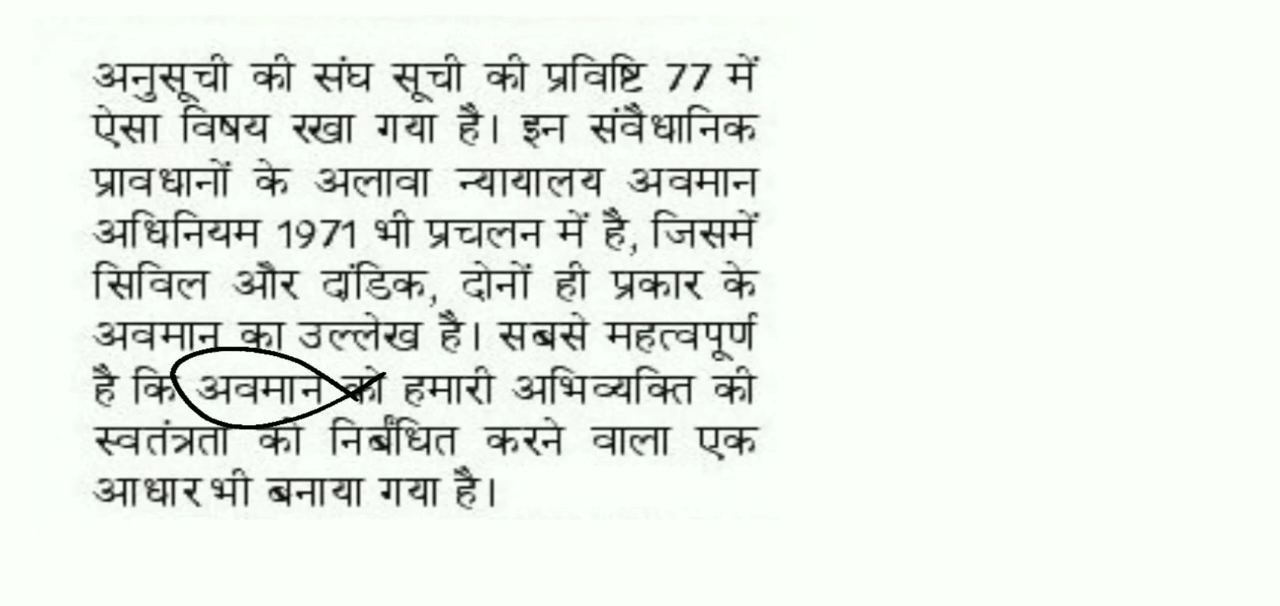 अनुसूची की संघ सूची की प्रविष्टि 77 में
ऐसा विषय रखा गया है। इन संवैधानिक
प्रावधानों के अलावा न्यायालय अवमान
अधिनियम 1971 भी प्रचलन में है, जिसमें
सिविल और दांडिक, दोनों ही प्रकार के
अवमान का उल्लेख है। सबसे महत्वपूर्ण
है कि अवमान को हमारी अभिव्यक्ति की
स्वतंत्रता को निर्बंधित करने वाला एक
आधार भी बनाया गया है।